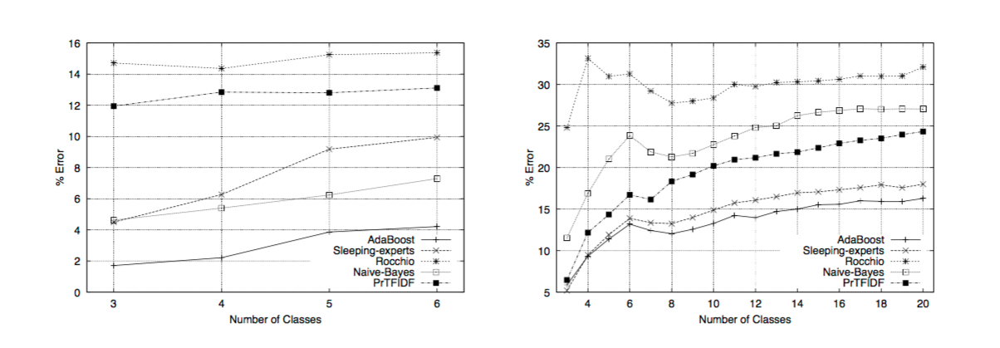 16
14
12
10
8
6
4
2
0
% Error
AdaBoost
Sleeping-experts
Rocchio
Naive-Bayes
PrTFIDF
3 4 5 6
Number of Classes
35
30
25
20
15
10
5
% Error
AdaBoost
Sleeping-experts
Rocchio
Naive-Bayes
PrTFIDF
4 6 8 10 12 14 16 18 20
Number of Classes